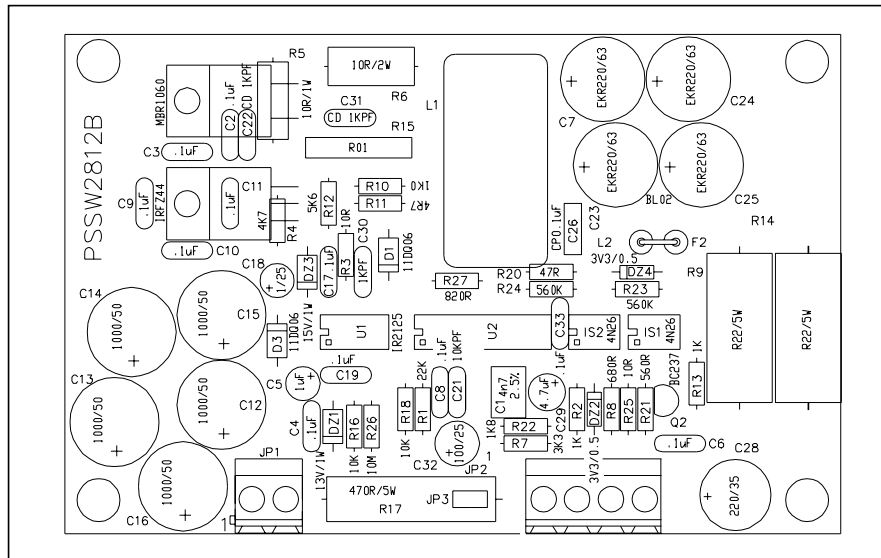 PSSW2812B
MBR1060
C2 .1uF
C22 CD 1KPF
R5
10R/1W
10R/2W
R6
C31
CD 1KPF
R15
R01
L1
EKR220/63
EKR220/63
C7
C24
EKR220/63
EKR220/63
C25
C3 .1uF
C9 .1uF
IRFZ44
C11 .1uF
4K7
R4
.1uF C10
5K6
R12
R10 1K0
R11 4R7
10R
R3
C30
1KPF
D1
11DQ06
C17 .1uF
DZ3
15V/1W
C18
1/25
BL02
C23
CP0.1uF
C26
L2
F2
3V3/0.5
R14
R9
R22/5W
R22/5W
R27
820R
R20 47R
R24 560K
DZ4
R23
560K
C14
1000/50
C15
1000/50
C13
1000/50
C12
1000/50
C16
1000/50
11DQ06
D3
U1
IR2125
U2
C33
.1uF
IS2
4N26
IS1
4N26
.1uF
C19
C5
1uF
C4
.1uF
DZ1
13V/1W
R16
10K
R26
10M
22K
R18
10K
R1
.1uF
C8
10KPF
C21
C32
100/25
C1 4n7
2.5%
4.7uF
C29
1K8 R22
R7 3K3
R2
1K
DZ2
3V3/0.5
680R
R8
10R
R25
560R
R21
BC237
Q2
R13
1K
.1uF C6
C28
220/35
JP1
1
470R/5W
R17
JP3
JP2
1